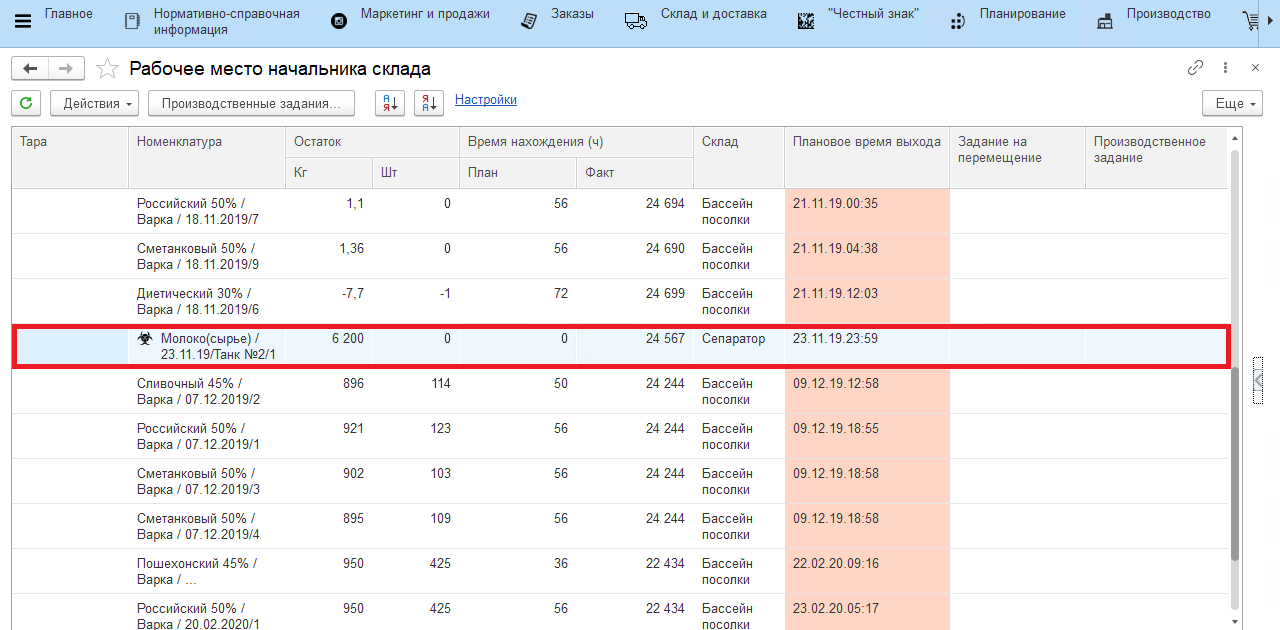 Главное
Нормативно-справочная
информация
Маркетинг и продажи
Заказы
Склад и доставка
"Честный знак"
Планирование
Производство
Рабочее место начальника склада
Действия
Производственные задания...
Настройки
Еще
Тара
Номенклатура
Остаток
Время нахождения (ч)
Склад
Плановое время выхода
Задание на
перемещение
Производственное
задание
Кг
Шт
План
Факт
Российский 50% / 1,1 0 56 24 694 Бассейн 21.11.19.00:35
Варка / 18.11.2019/7 посолки
Сметанковый 50% / 1,36 0 56 24 690 Бассейн 21.11.19.04:38
Варка / 18.11.2019/9 посолки
Диетический 30% / -7,7 -1 72 24 699 Бассейн 21.11.19.12:03
Варка / 18.11.2019/6 посолки
Молоко(сырье) / 6 200 0 0 24 567 Сепаратор 23.11.19.23:59
23.11.19/Танк №2/1
Сливочный 45% / 896 114 50 24 244 Бассейн 09.12.19.12:58
Варка / 07.12.2019/2 посолки
Российский 50% / 921 123 56 24 244 Бассейн 09.12.19.18:55
Варка / 07.12.2019/1 посолки
Сметанковый 50% / 902 103 56 24 244 Бассейн 09.12.19.18:58
Варка / 07.12.2019/3 посолки
Сметанковый 50% / 895 109 56 24 244 Бассейн 09.12.19.18:58
Варка / 07.12.2019/4 посолки
Пошехонский 45% / 950 425 36 22 434 Бассейн 22.02.20.09:16
Варка / ... посолки
Российский 50% / 950 425 56 22 434 Бассейн 23.02.20.05:17
Варка / 20.02.2020/1 посолки